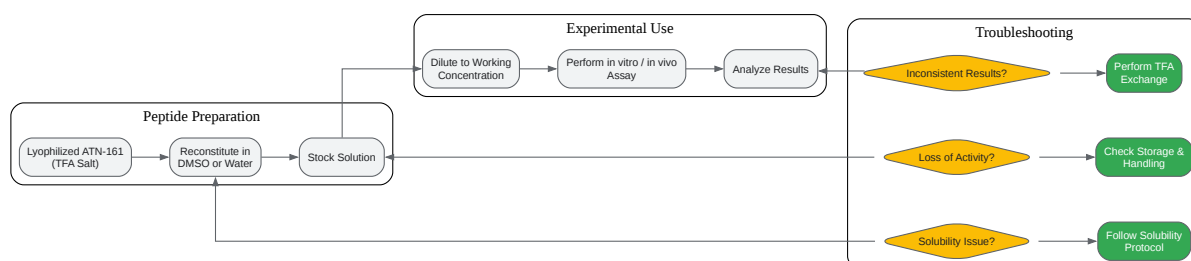 Experimental Use
Dilute to Working
Concentration
Perform in vitro / in vivo
Assay
Analyze Results
Troubleshooting
Inconsistent Results?
Perform TFA
Exchange
Peptide Preparation
Lyophilized ATN-161
(TFA Salt)
Reconstitute in
DMSO or Water
Stock Solution
Loss of Activity?
Check Storage &
Handling
Solubility Issue?
Follow Solubility
Protocol